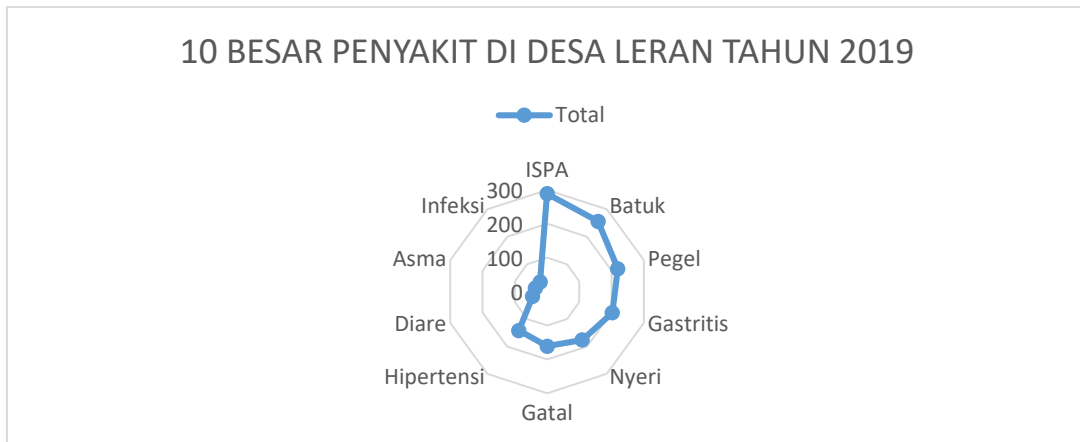 10 BESAR PENYAKIT DI DESA LERAN TAHUN 2019
Total
ISPA
300
Infeksi
Batuk
200
Asma
100
Pegel
0
Diare
Gastritis
Hipertensi
Nyeri
Gatal